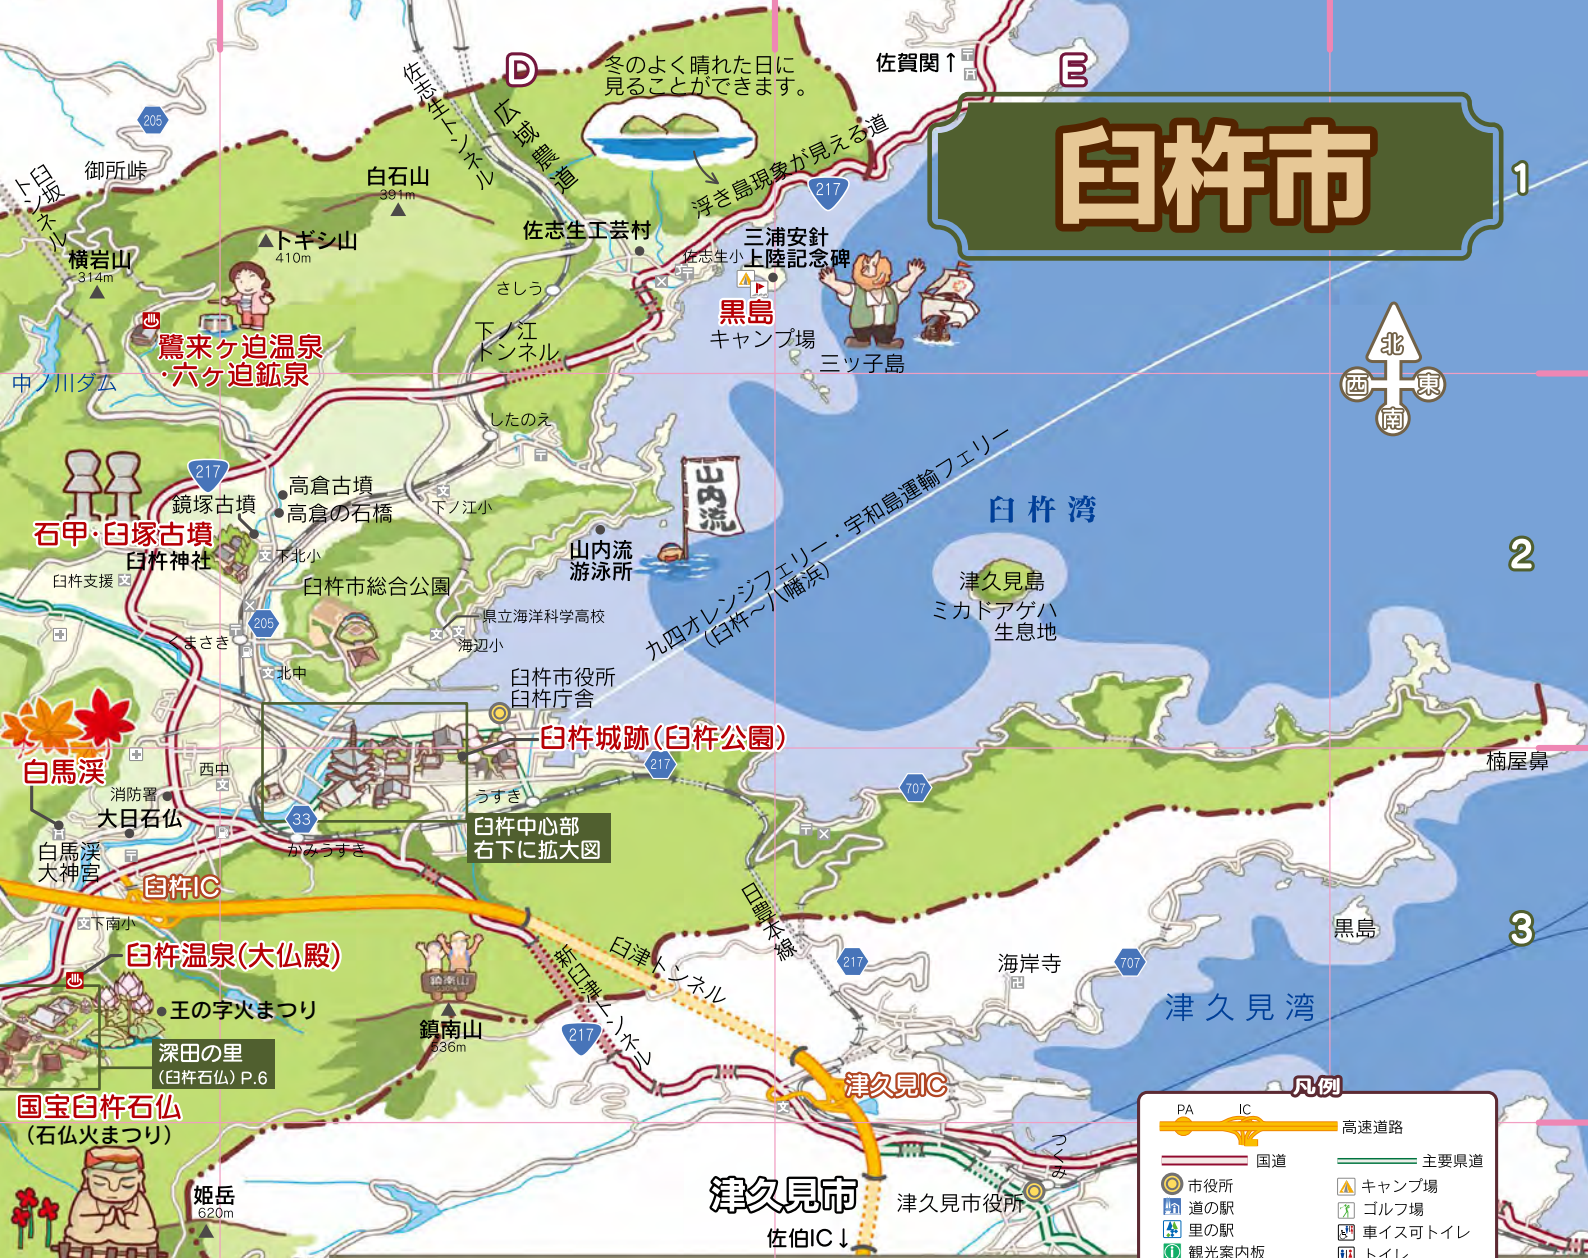 臼杵市
D
E
1
2
3
冬のよく晴れた日に
見ることができます。
佐賀関↑
佐志生トンネル
広域農道
205
御所峠
臼坂トンネル
白石山
391m
浮き島現象が見える道
217
トギシ山
410m
横岩山
314m
佐志生工芸村
佐志生小
三浦安針
上陸記念碑
さしう
黒島
キャンプ場
三ッ子島
下ノ江
トンネル
鷺来ヶ迫温泉
・六ヶ迫鉱泉
中ノ川ダム
北
西
東
南
したのえ
217
高倉古墳
鏡塚古墳
高倉の石橋
下ノ江小
山内流
石甲・臼塚古墳
臼杵神社
下北小
臼杵支援
山内流
游泳所
臼杵市総合公園
九四オレンジフェリー・宇和島運輸フェリー
(臼杵〜八幡浜)
臼杵湾
津久見島
ミカドアゲハ
生息地
県立海洋科学高校
海辺小
205
くまさき
北中
臼杵市役所
臼杵庁舎
臼杵城跡(臼杵公園)
217
707
楠屋鼻
白馬渓
西中
消防署
大日石仏
うすき
33
かみうすき
臼杵中心部
右下に拡大図
白馬渓
大神宮
臼杵IC
下南小
日豊本線
臼杵温泉(大仏殿)
臼津トンネル
新臼津トンネル
217
海岸寺
707
黒島
津久見湾
王の字火まつり
鎮南山
鎮南山
536m
217
深田の里
(臼杵石仏) P.6
国宝臼杵石仏
(石仏火まつり)
津久見IC
姫岳
620m
津久見市
津久見市役所
つくみ
佐伯IC↓
凡例
PA
IC
高速道路
国道
主要県道
市役所
キャンプ場
道の駅
ゴルフ場
里の駅
車イス可トイレ
観光案内板
トイレ